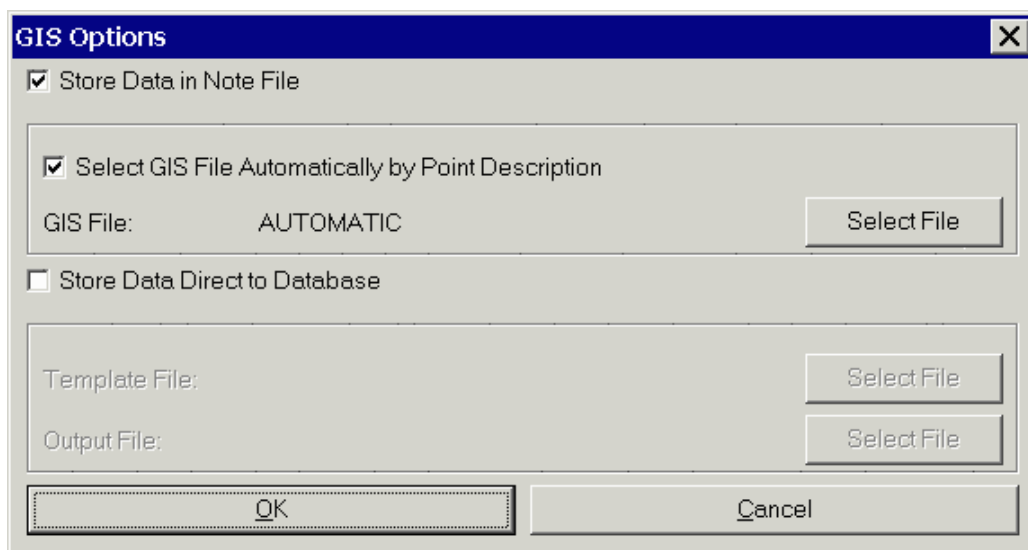 GIS Options
Store Data in Note File
Select GIS File Automatically by Point Description
GIS File: AUTOMATIC Select File
Store Data Direct to Database
Template File: Select File
Output File: Select File
OK Cancel